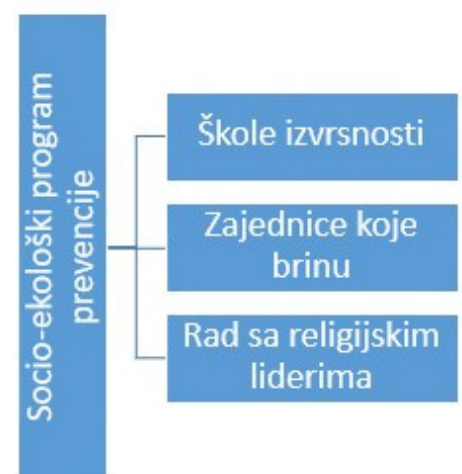 Socio-ekološki program
prevencije
Škole izvrsnosti
Zajednice koje
brinu
Rad sa religijskim
liderima